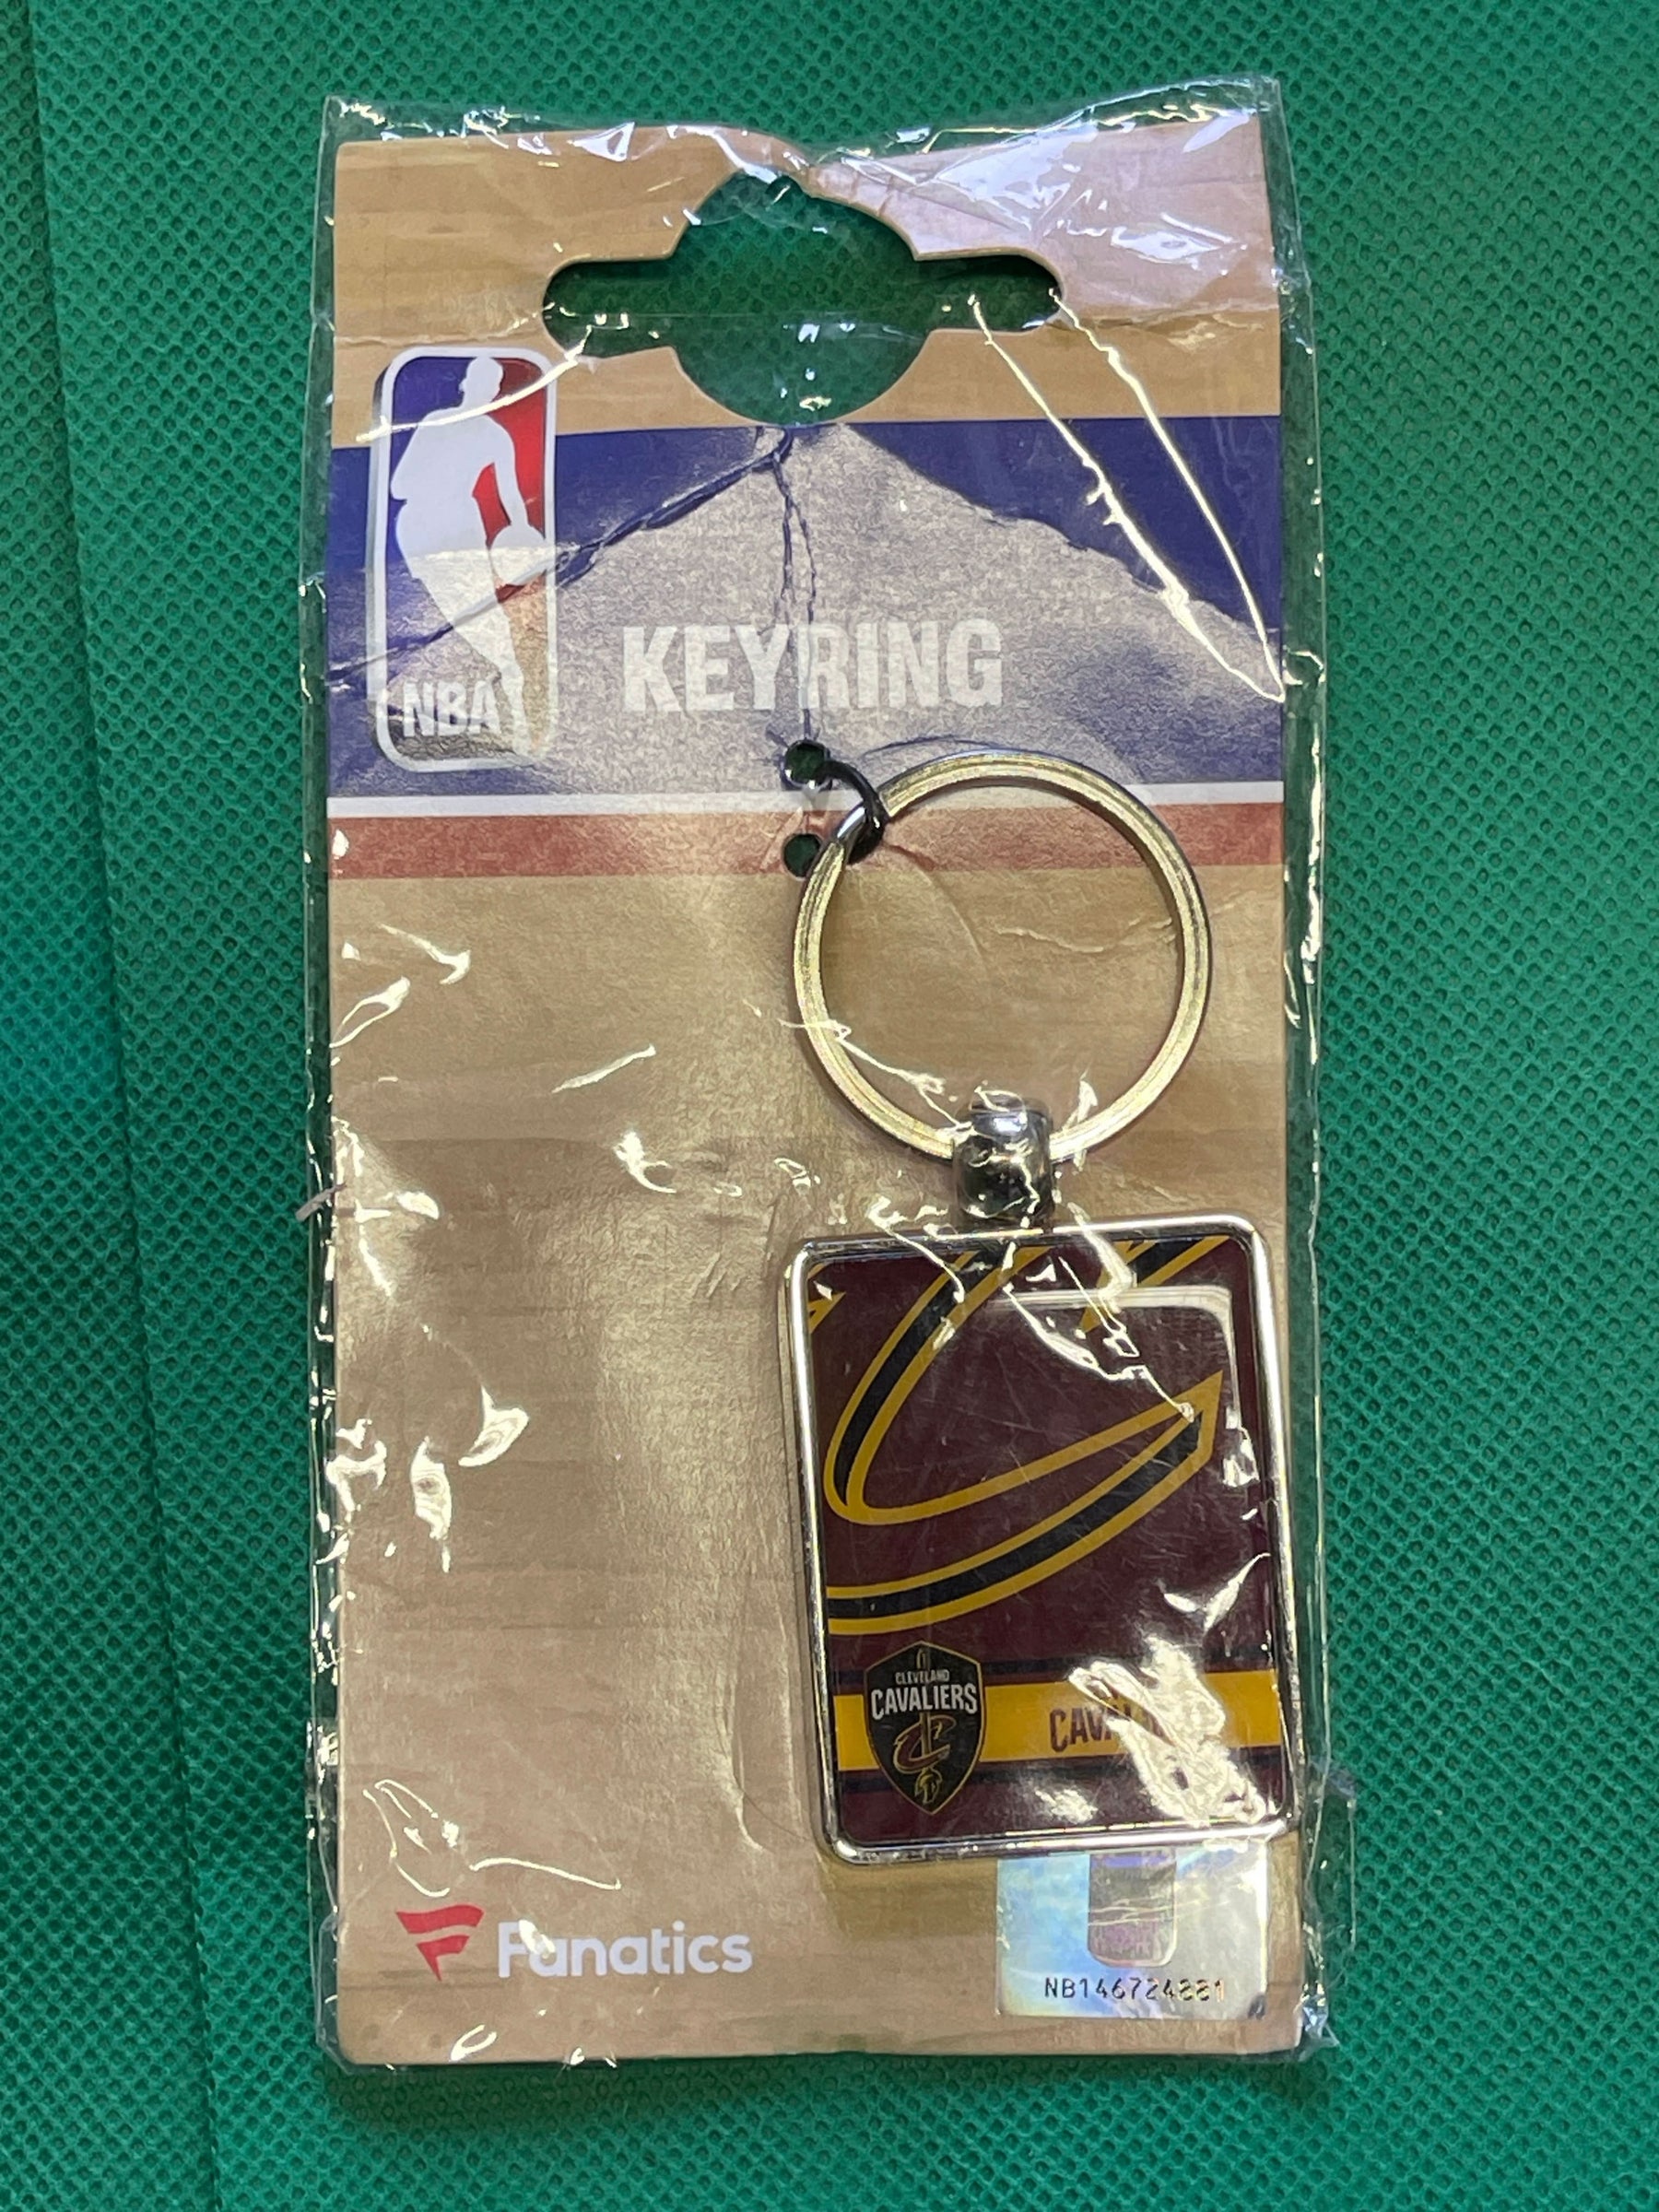 NBA
KEYRING
CLEVELAND
CAVALIERS
Fanatics
NB146724881